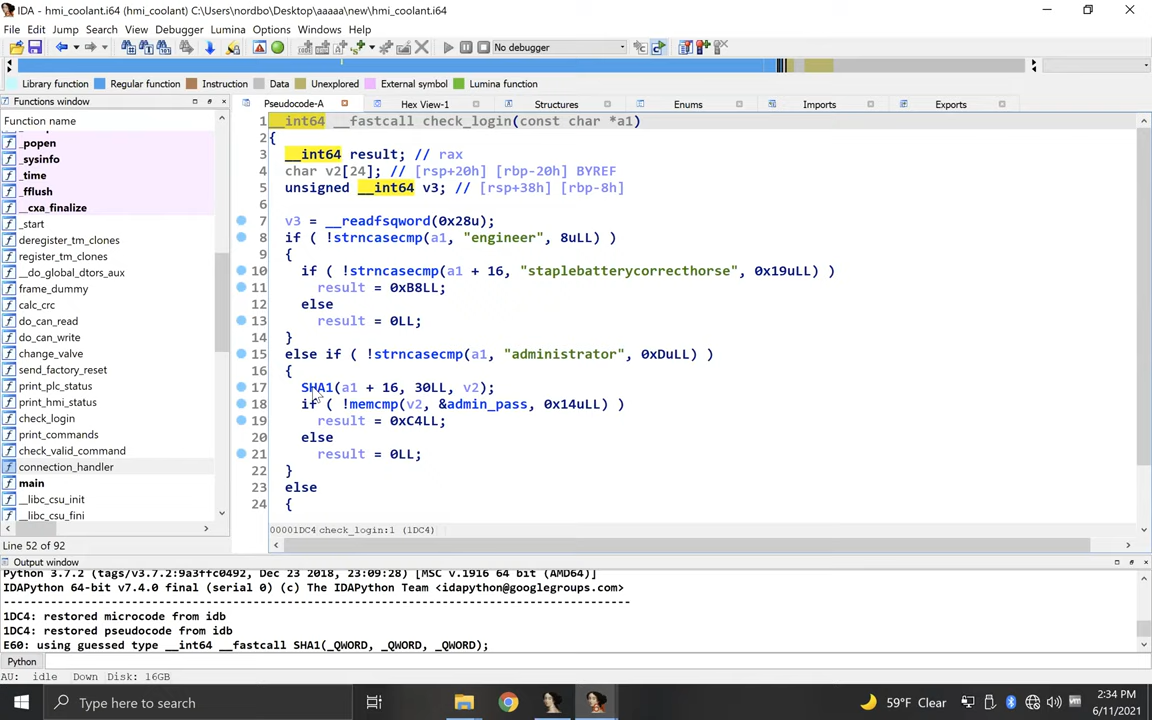 IDA - hmi_coolant.i64 (hmi_coolant) C:\Users\nordbo\Desktop\aaaaa\new\hmi_coolant.i64
File Edit Jump Search View Debugger Lumina Options Windows Help
No debugger
Library function Regular function Instruction Data Unexplored External symbol Lumina function
Functions window
Pseudocode-A Hex View-1 Structures Enums Imports Exports
Function name
_popen
_sysinfo
_time
_fflush
__cxa_finalize
_start
deregister_tm_clones
register_tm_clones
__do_global_dtors_aux
frame_dummy
calc_crc
do_can_read
do_can_write
change_valve
send_factory_reset
print_plc_status
print_hmi_status
check_login
print_commands
check_valid_command
connection_handler
main
__libc_csu_init
__libc_csu_fini
Line 52 of 92
1 __int64 __fastcall check_login(const char *a1)
2 {
3 __int64 result; // rax
4 char v2[24]; // [rsp+20h] [rbp-20h] BYREF
5 unsigned __int64 v3; // [rsp+38h] [rbp-8h]
6
7 v3 = __readfsqword(0x28u);
8 if ( !strncasecmp(a1, "engineer", 8uLL) )
9 {
10 if ( !strncasecmp(a1 + 16, "staplebatterycorrecthorse", 0x19uLL) )
11 result = 0xB8LL;
12 else
13 result = 0LL;
14 }
15 else if ( !strncasecmp(a1, "administrator", 0xDuLL) )
16 {
17 SHA1(a1 + 16, 30LL, v2);
18 if ( !memcmp(v2, &admin_pass, 0x14uLL) )
19 result = 0xC4LL;
20 else
21 result = 0LL;
22 }
23 else
24 {
00001DC4 check_login:1 (1DC4)
Output window
Python 3.7.2 (tags/v3.7.2:9a3ffc0492, Dec 23 2018, 23:09:28) [MSC v.1916 64 bit (AMD64)]
IDAPython 64-bit v7.4.0 final (serial 0) (c) The IDAPython Team <idapython@googlegroups.com>
1DC4: restored microcode from idb
1DC4: restored pseudocode from idb
E60: using guessed type __int64 __fastcall SHA1(_QWORD, _QWORD, _QWORD);
Python
AU: idle Down Disk: 16GB
Type here to search
59°F Clear
2:34 PM
6/11/2021